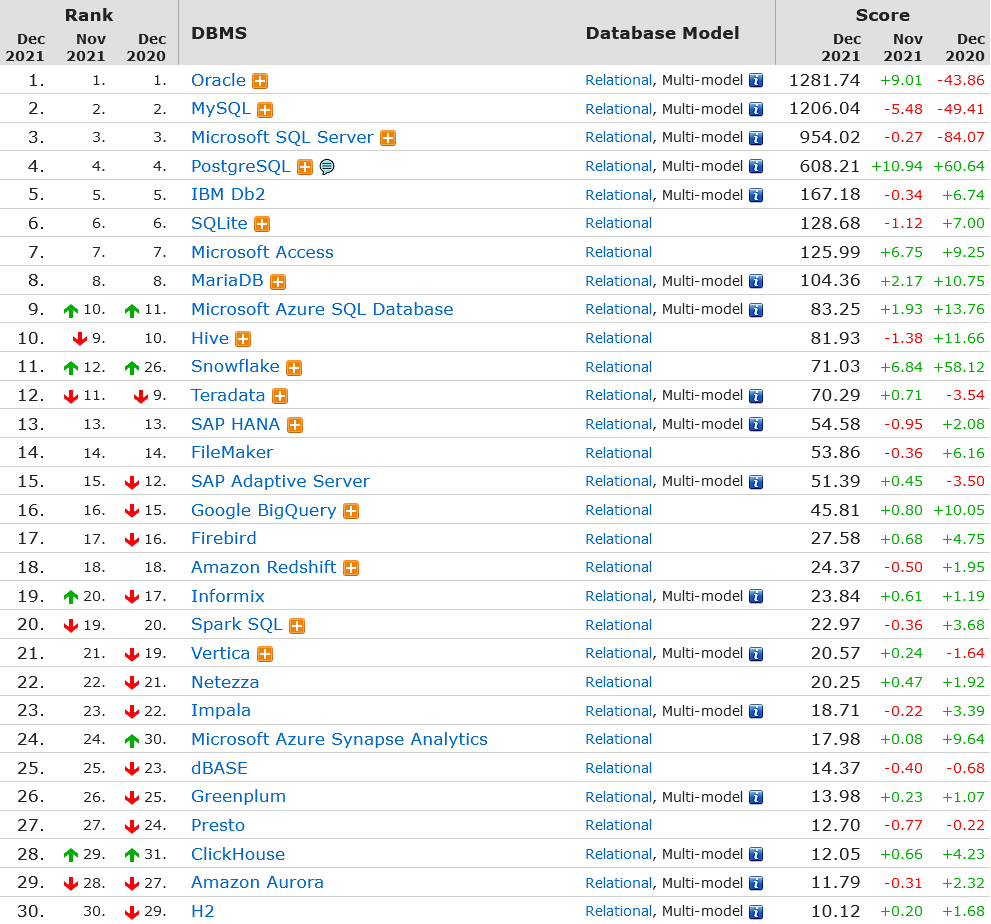 Rank DBMS Database Model Score
Dec 2021 Nov 2021 Dec 2020 Dec 2021 Nov 2021 Dec 2020
1. 1. 1. Oracle Relational, Multi-model 1281.74 +9.01 -43.86
2. 2. 2. MySQL Relational, Multi-model 1206.04 -5.48 -49.41
3. 3. 3. Microsoft SQL Server Relational, Multi-model 954.02 -0.27 -84.07
4. 4. 4. PostgreSQL Relational, Multi-model 608.21 +10.94 +60.64
5. 5. 5. IBM Db2 Relational, Multi-model 167.18 -0.34 +6.74
6. 6. 6. SQLite Relational 128.68 -1.12 +7.00
7. 7. 7. Microsoft Access Relational 125.99 +6.75 +9.25
8. 8. 8. MariaDB Relational, Multi-model 104.36 +2.17 +10.75
9. 10. 11. Microsoft Azure SQL Database Relational, Multi-model 83.25 +1.93 +13.76
10. 9. 10. Hive Relational 81.93 -1.38 +11.66
11. 12. 26. Snowflake Relational 71.03 +6.84 +58.12
12. 11. 9. Teradata Relational, Multi-model 70.29 +0.71 -3.54
13. 13. 13. SAP HANA Relational, Multi-model 54.58 -0.95 +2.08
14. 14. 14. FileMaker Relational 53.86 -0.36 +6.16
15. 15. 12. SAP Adaptive Server Relational, Multi-model 51.39 +0.45 -3.50
16. 16. 15. Google BigQuery Relational 45.81 +0.80 +10.05
17. 17. 16. Firebird Relational 27.58 +0.68 +4.75
18. 18. 18. Amazon Redshift Relational 24.37 -0.50 +1.95
19. 20. 17. Informix Relational, Multi-model 23.84 +0.61 +1.19
20. 19. 20. Spark SQL Relational 22.97 -0.36 +3.68
21. 21. 19. Vertica Relational, Multi-model 20.57 +0.24 -1.64
22. 22. 21. Netezza Relational 20.25 +0.47 +1.92
23. 23. 22. Impala Relational, Multi-model 18.71 -0.22 +3.39
24. 24. 30. Microsoft Azure Synapse Analytics Relational 17.98 +0.08 +9.64
25. 25. 23. dBASE Relational 14.37 -0.40 -0.68
26. 26. 25. Greenplum Relational, Multi-model 13.98 +0.23 +1.07
27. 27. 24. Presto Relational 12.70 -0.77 -0.22
28. 29. 31. ClickHouse Relational, Multi-model 12.05 +0.66 +4.23
29. 28. 27. Amazon Aurora Relational, Multi-model 11.79 -0.31 +2.32
30. 30. 29. H2 Relational, Multi-model 10.12 +0.20 +1.68